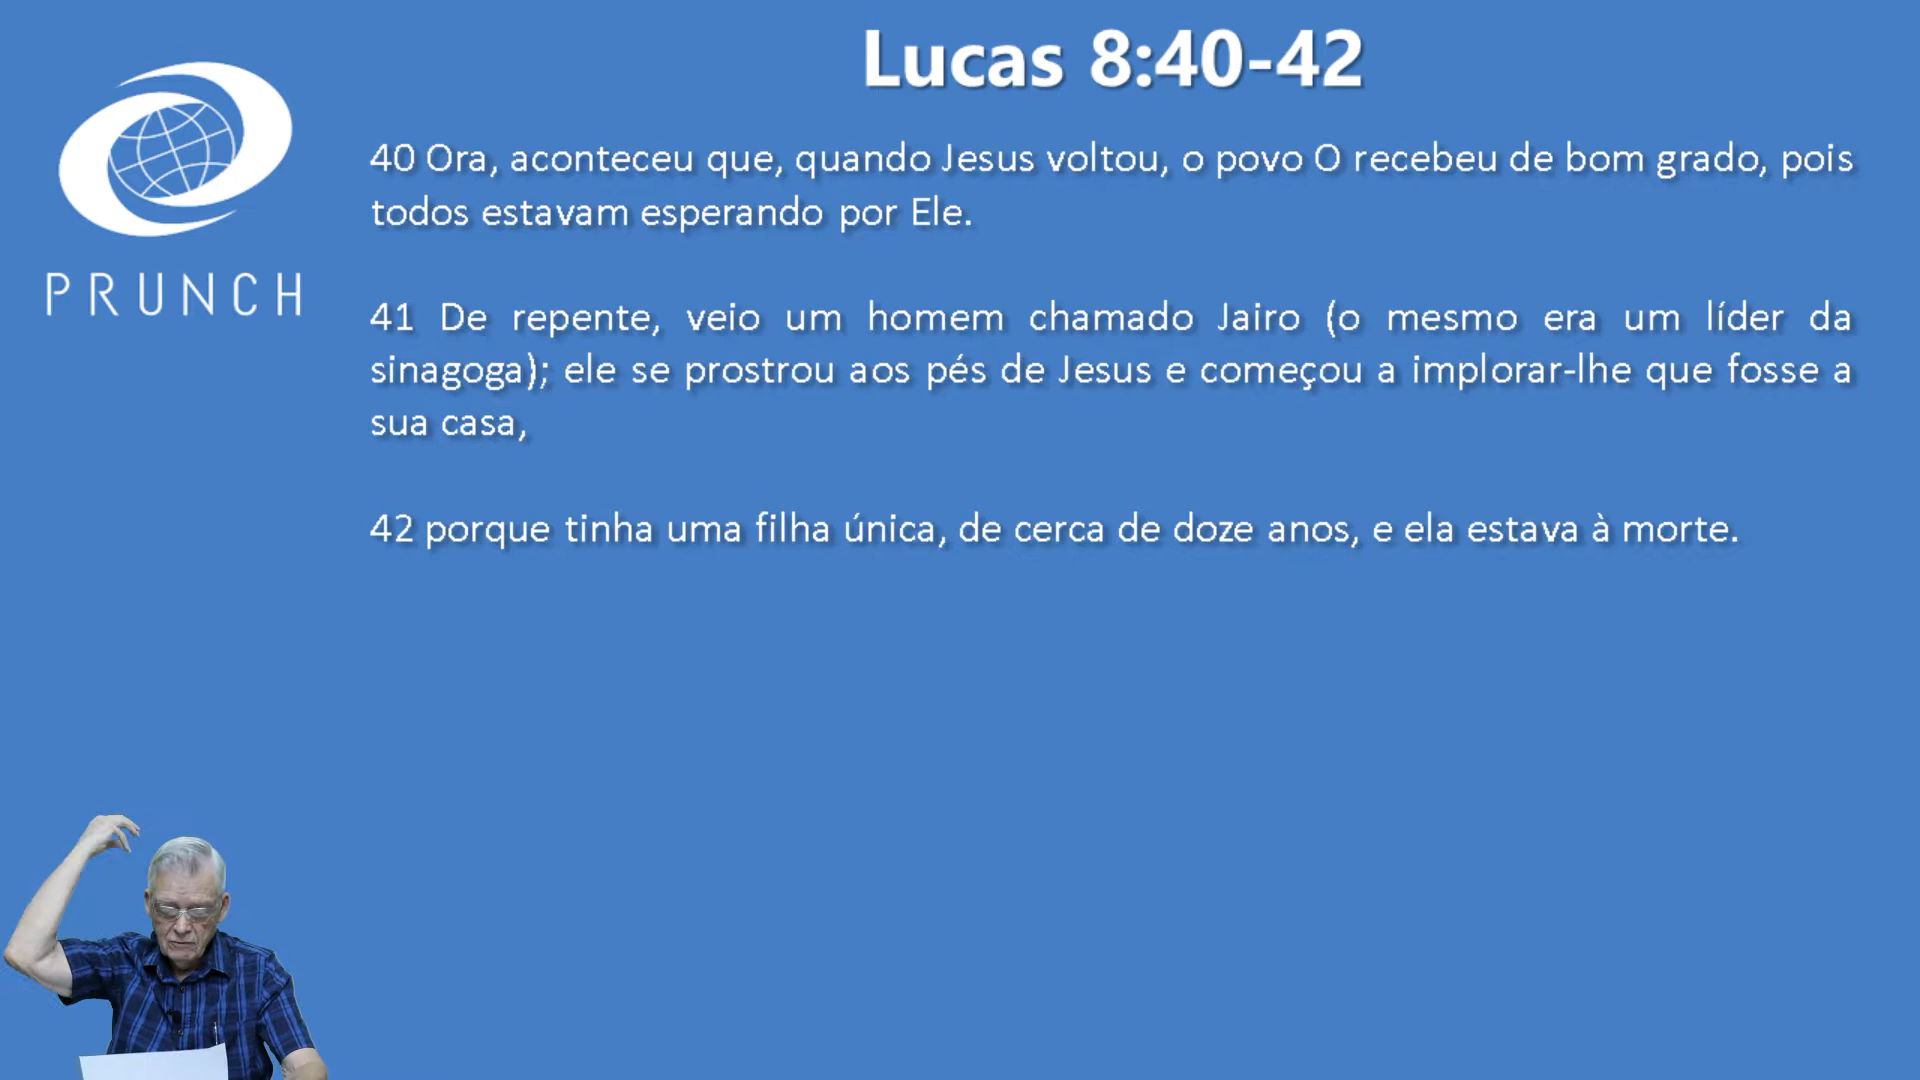 Lucas 8:40-42
PRUNCH
40 Ora, aconteceu que, quando Jesus voltou, o povo O recebeu de bom grado, pois
todos estavam esperando por Ele.
41 De repente, veio um homem chamado Jairo (o mesmo era um líder da
sinagoga); ele se prostrou aos pés de Jesus e começou a implorar-lhe que fosse a
sua casa,
42 porque tinha uma filha única, de cerca de doze anos, e ela estava à morte.